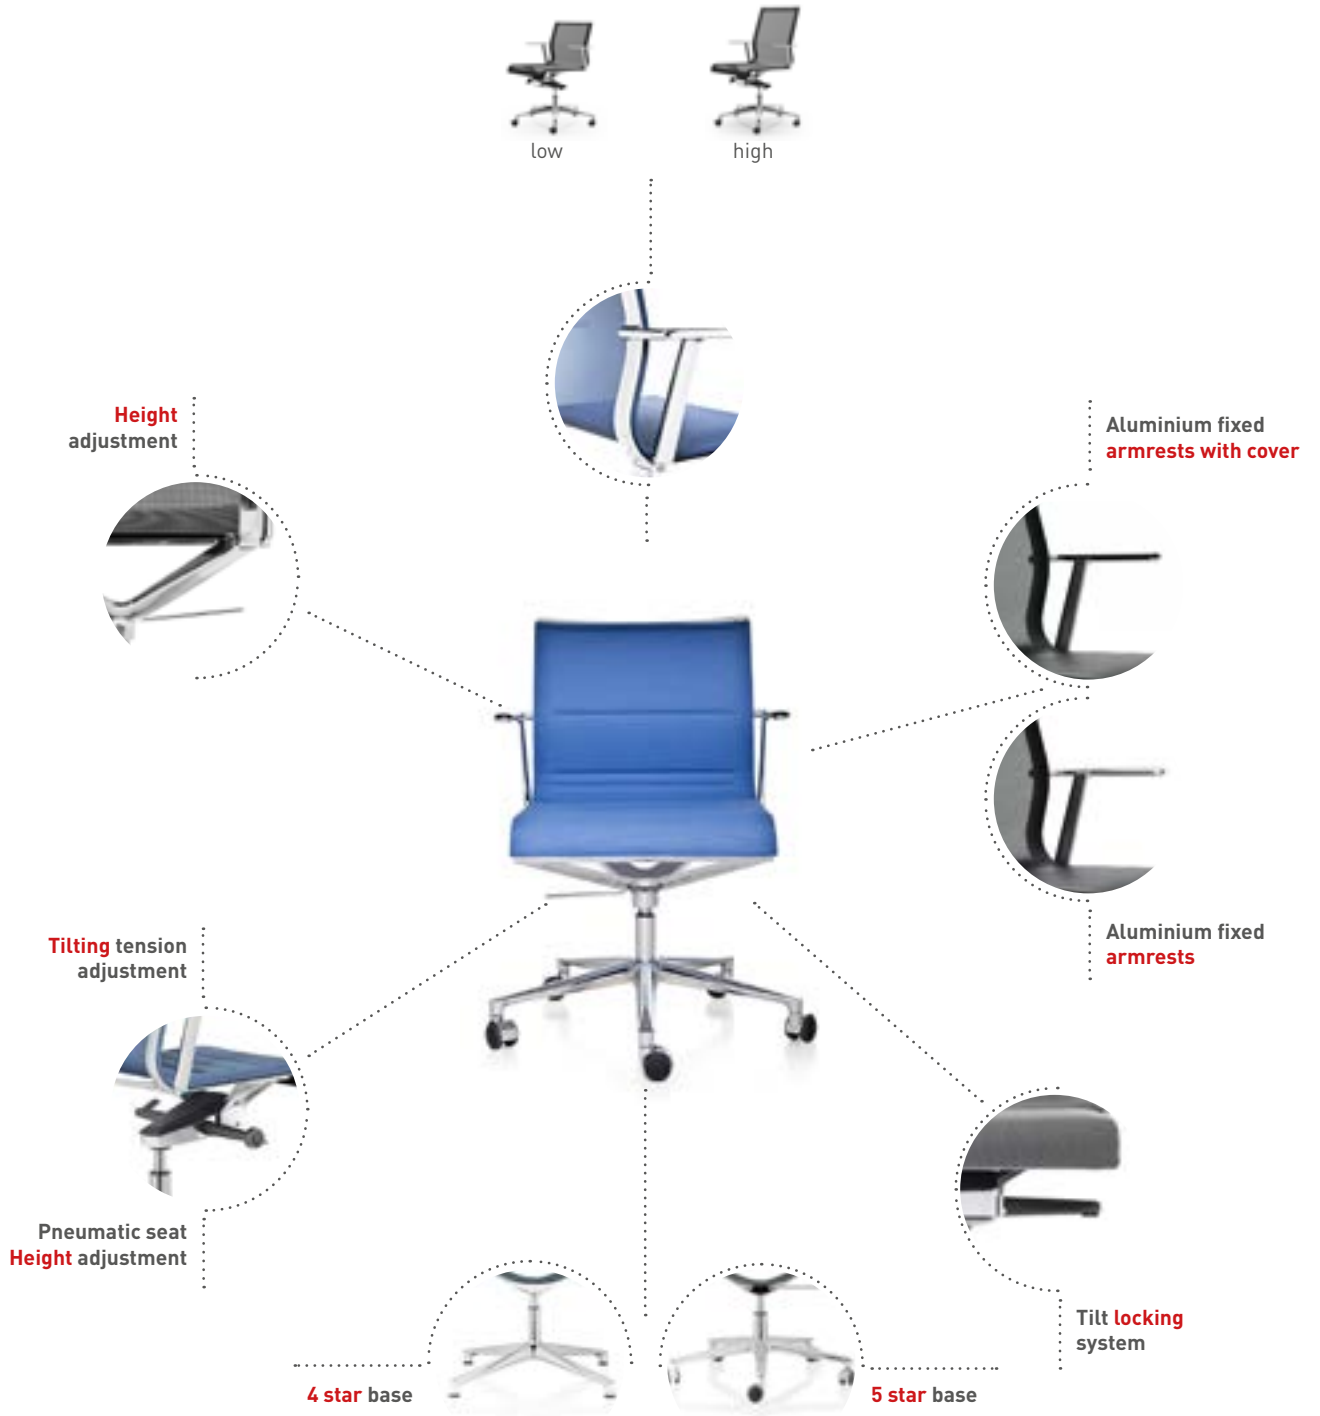 low
high
Height
adjustment
Aluminium fixed
armrests with cover
Aluminium fixed
armrests
Tilting tension
adjustment
Pneumatic seat
Height adjustment
Tilt locking
system
4 star base
5 star base